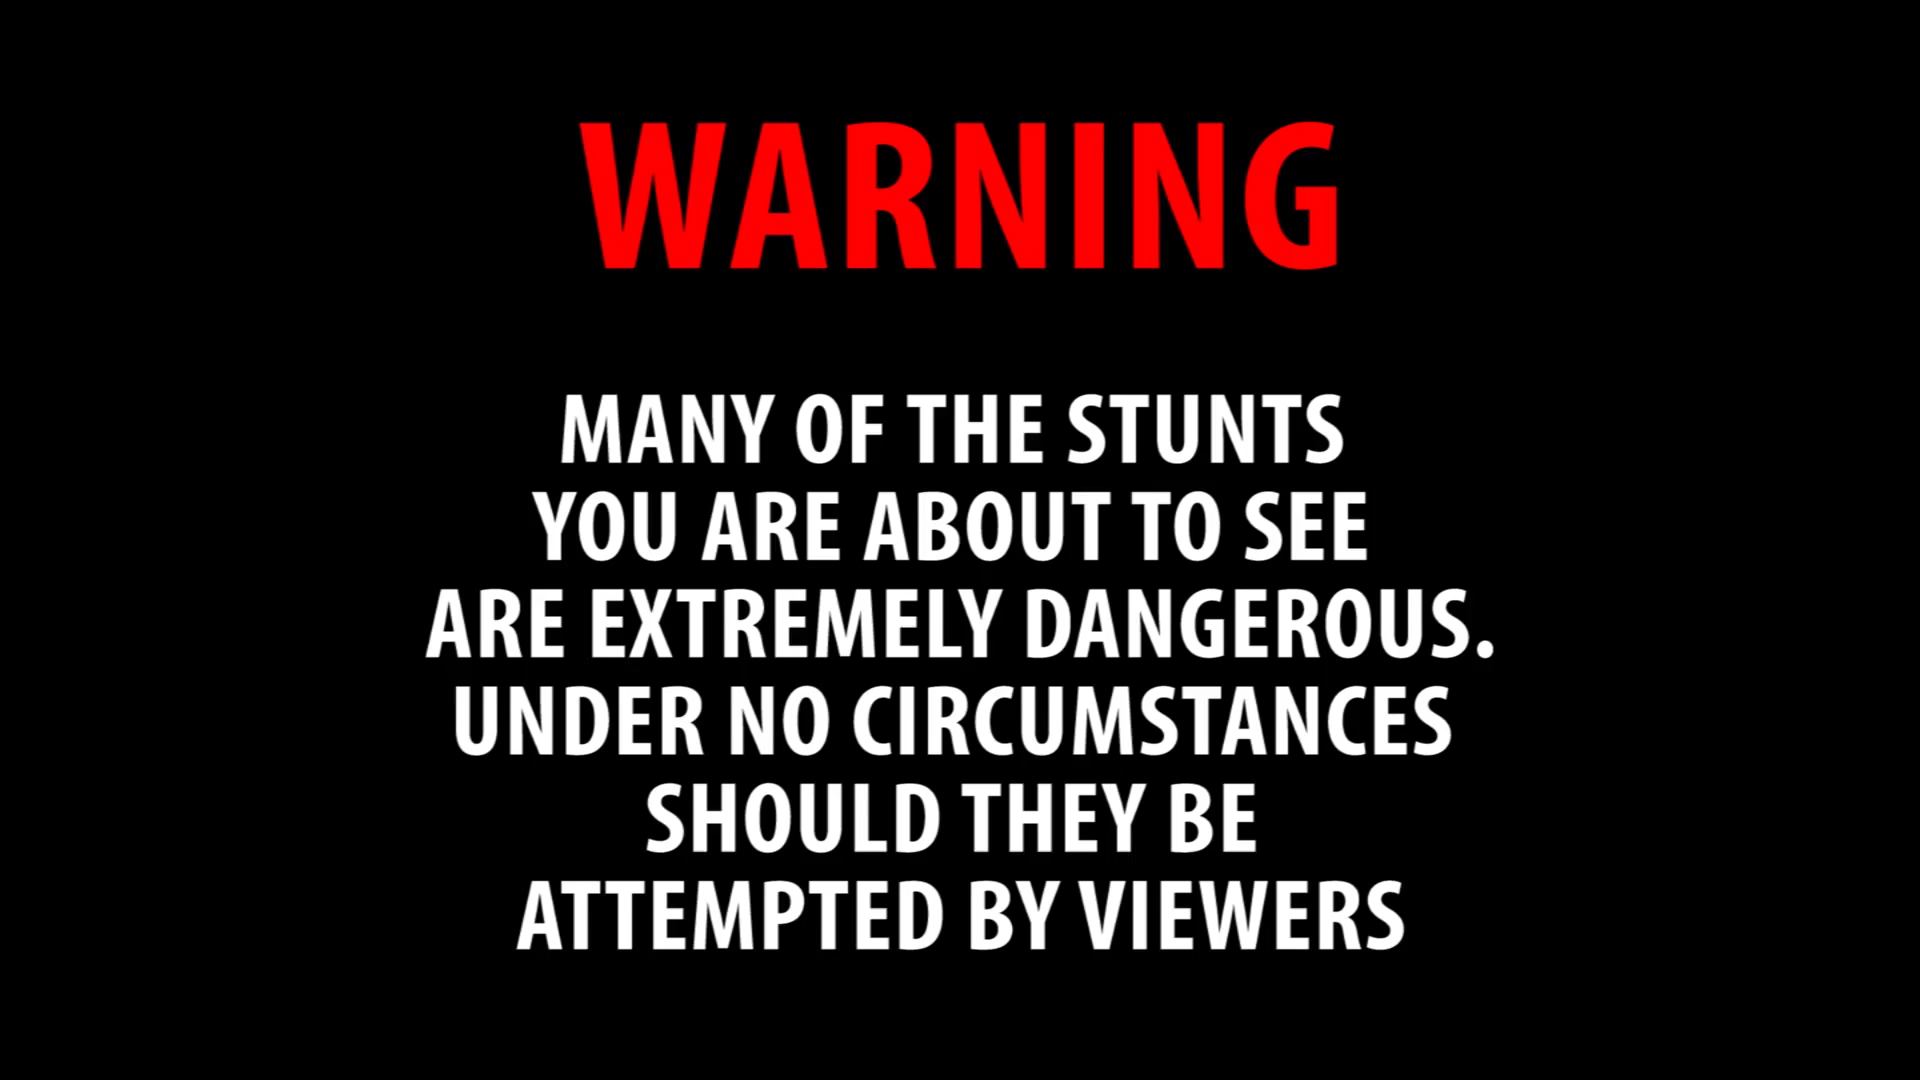 WARNING
MANY OF THE STUNTS
YOU ARE ABOUT TO SEE
ARE EXTREMELY DANGEROUS.
UNDER NO CIRCUMSTANCES
SHOULD THEY BE
ATTEMPTED BY VIEWERS